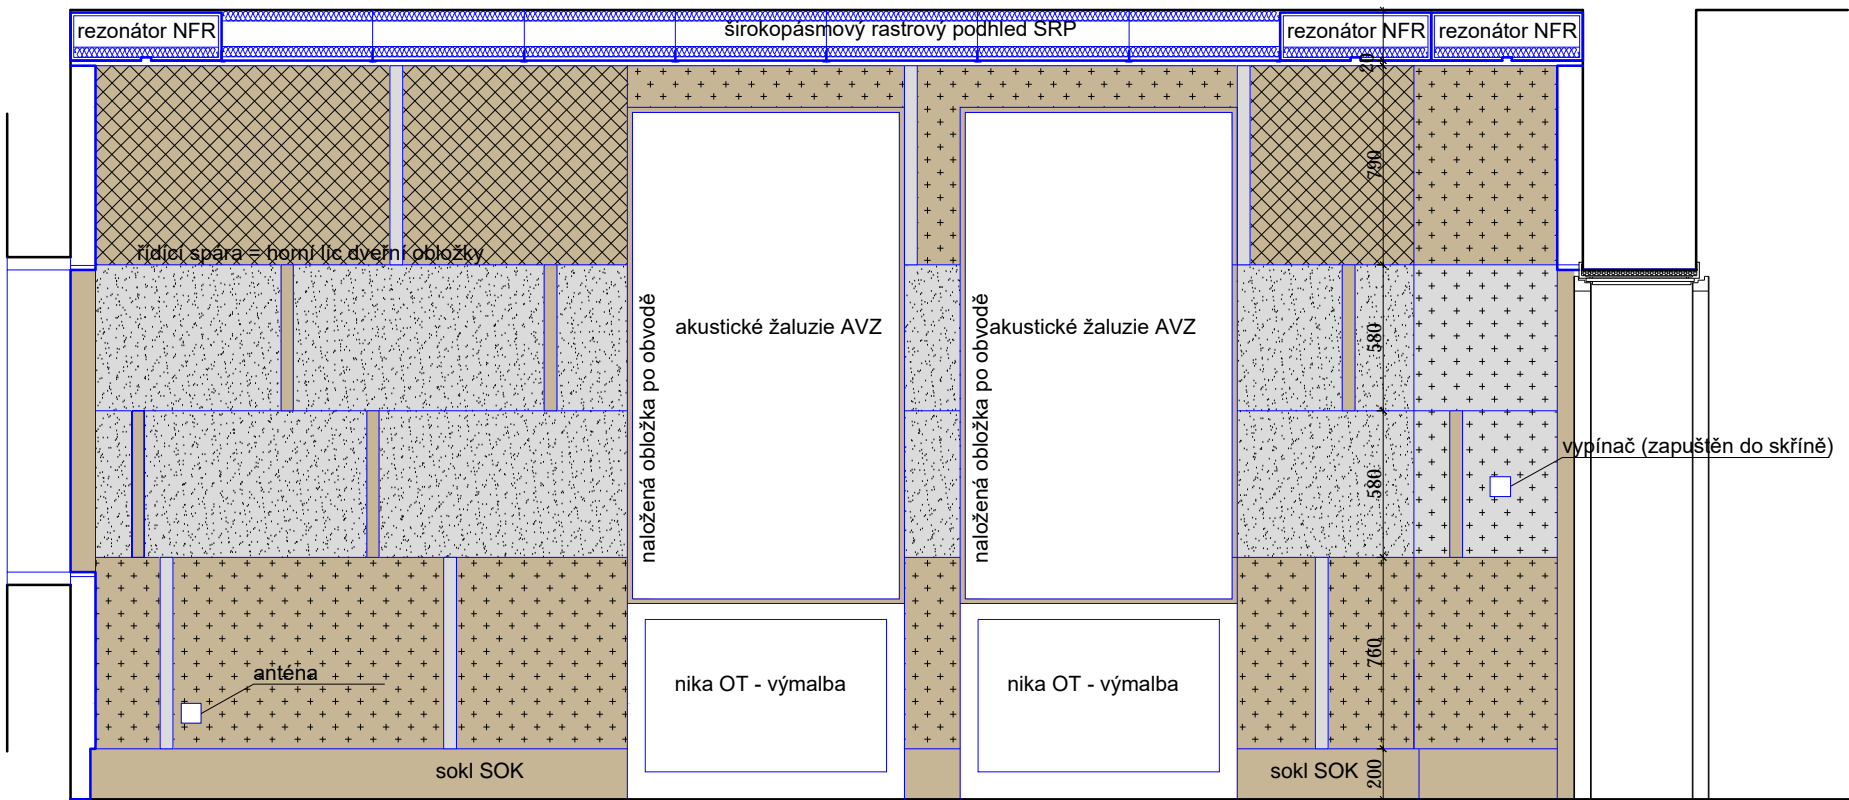 rezonátor NFR
širokopásmový rastrový podhled SRP
rezonátor NFR
rezonátor NFR
20
790
řídící spára = horní líc dveřní obložky
naložená obložka po obvodě
akustické žaluzie AVZ
naložená obložka po obvodě
akustické žaluzie AVZ
580
vypínač (zapuštěn do skříně)
580
anténa
nika OT - výmalba
nika OT - výmalba
760
sokl SOK
sokl SOK
200